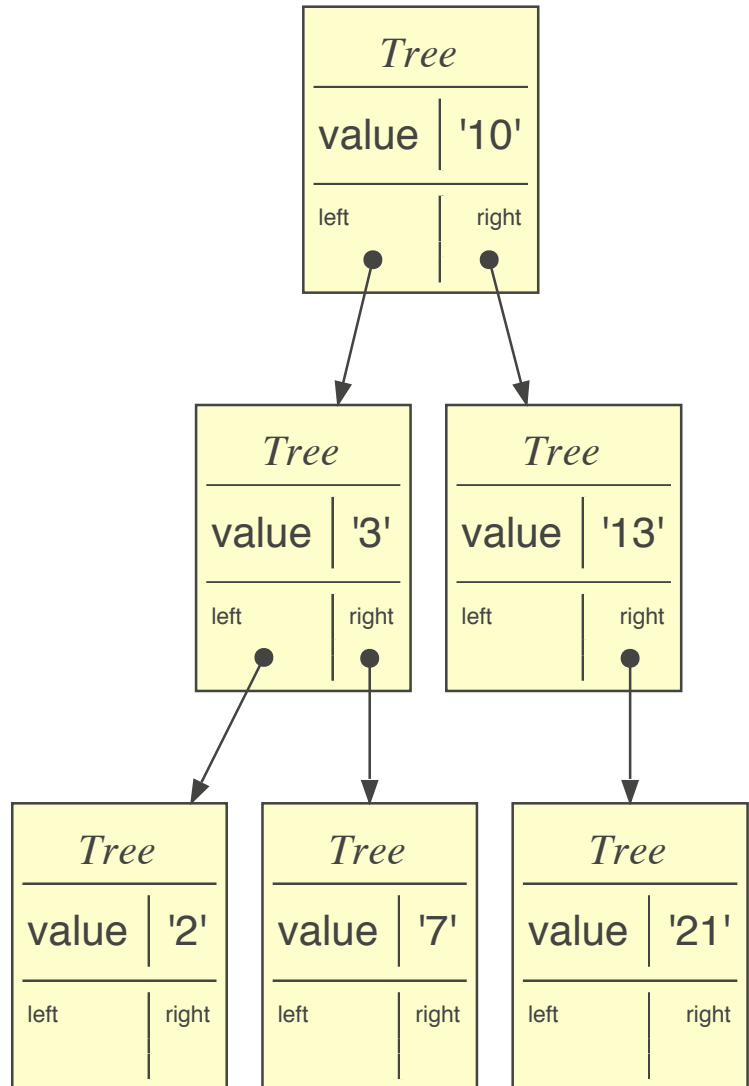 Tree
value '10'
left right
Tree
value '3'
left right
Tree
value '13'
left right
Tree
value '2'
left right
Tree
value '7'
left right
Tree
value '21'
left right